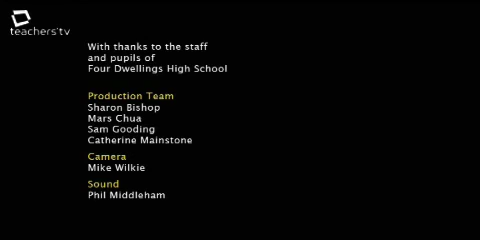 teachers'tv
With thanks to the staff
and pupils of
Four Dwellings High School
Production Team
Sharon Bishop
Mars Chua
Sam Gooding
Catherine Mainstone
Camera
Mike Wilkie
Sound
Phil Middleham